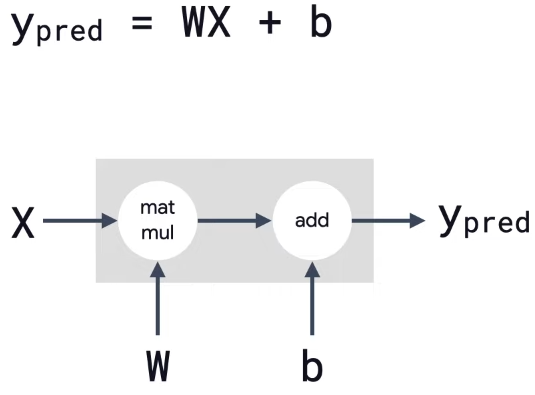 ypred = WX + b
X
mat
mul
add
ypred
W
b